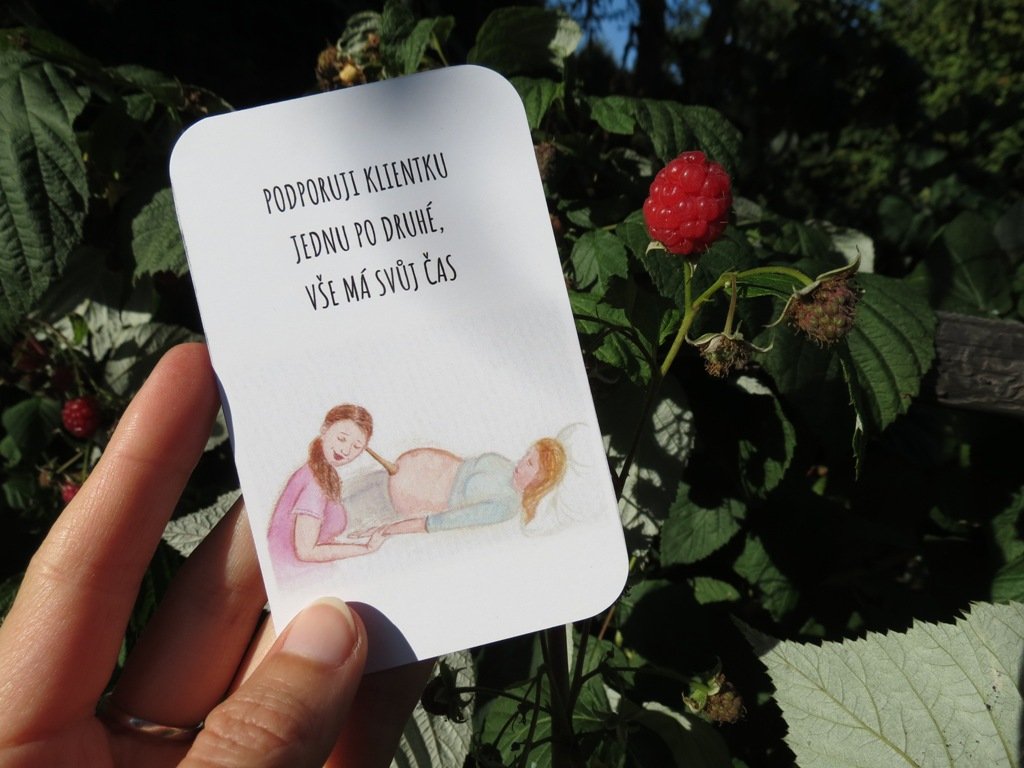 PODPORUJI KLIENTKU
JEDNU PO DRUHÉ,
VŠE MÁ SVŮJ ČAS